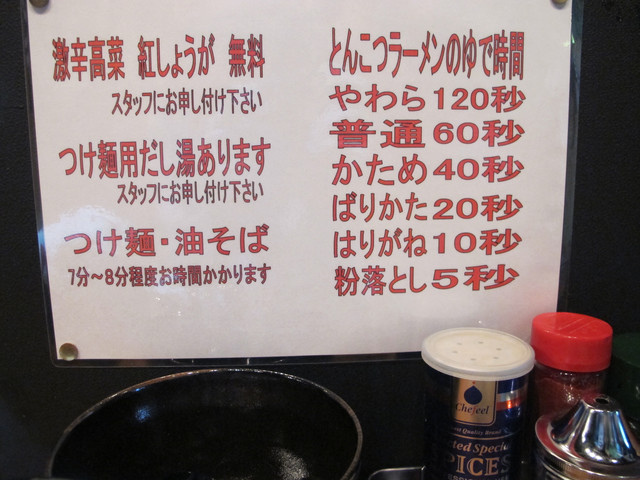 激辛高菜 紅しょうが 無料
スタッフにお申し付け下さい
つけ麺用だし湯あります
スタッフにお申し付け下さい
つけ麺・油そば
7分～8分程度お時間かかります
とんこつラーメンのゆで時間
やわら120秒
普通60秒
かため40秒
ばりかた20秒
はりがね10秒
粉落とし5秒
Chefeel
Quality Brand
PICES